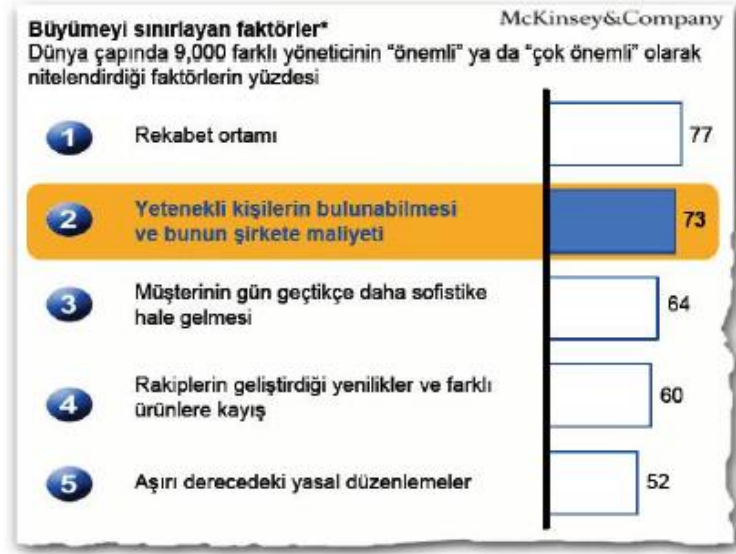 McKinsey&Company
Büyümeyi sınırlayan faktörler*
Dünya çapında 9,000 farklı yöneticinin “önemli” ya da “çok önemli” olarak
nitelendirdiği faktörlerin yüzdesi
1 Rekabet ortamı 77
2 Yetenekli kişilerin bulunabilmesi
ve bunun şirkete maliyeti 73
3 Müşterinin gün geçtikçe daha sofistike
hale gelmesi 64
4 Rakiplerin geliştirdiği yenilikler ve farklı
ürünlere kayış 60
5 Aşırı derecedeki yasal düzenlemeler 52